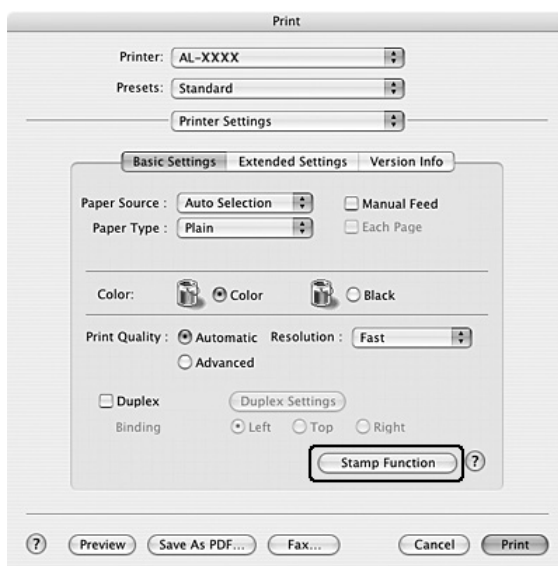 Print
Printer: AL-XXXX
Presets: Standard
Printer Settings
Basic Settings Extended Settings Version Info
Paper Source : Auto Selection Manual Feed
Paper Type : Plain Each Page
Color: Color Black
Print Quality : Automatic Resolution : Fast
Advanced
Duplex Duplex Settings
Binding Left Top Right
Stamp Function ?
? Preview Save As PDF... Fax... Cancel Print